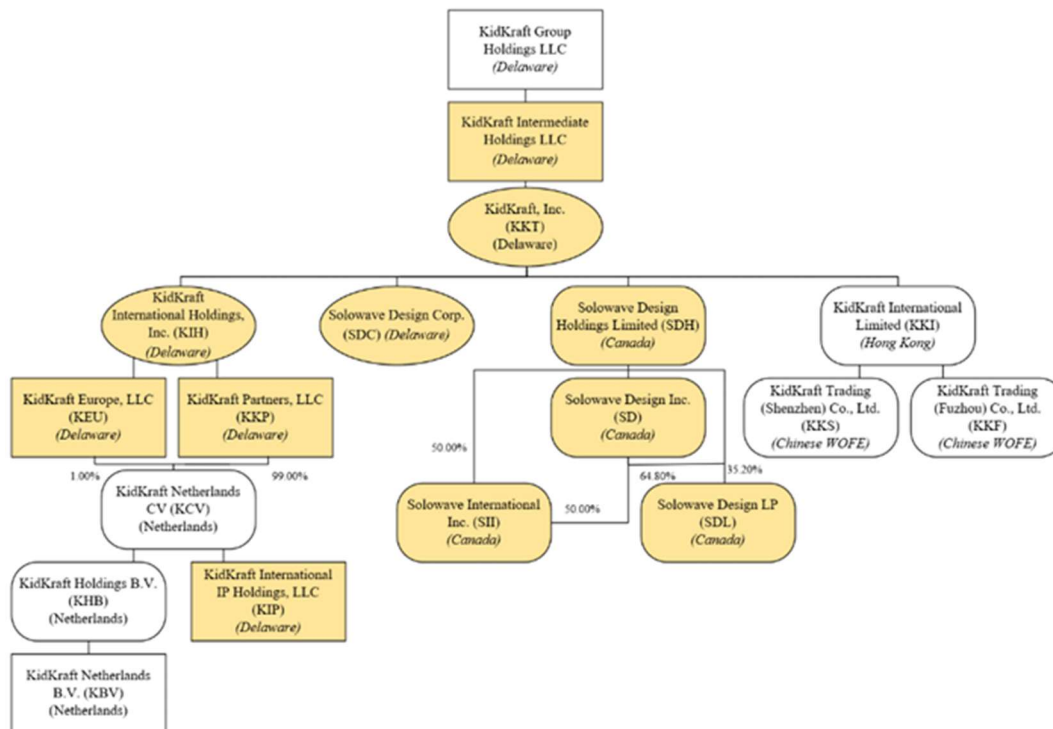 KidKraft Group
Holdings LLC
(Delaware)
KidKraft Intermediate
Holdings LLC
(Delaware)
KidKraft, Inc.
(KKT)
(Delaware)
KidKraft
International Holdings,
Inc. (KIH)
(Delaware)
Solowave Design Corp.
(SDC) (Delaware)
Solowave Design
Holdings Limited (SDH)
(Canada)
KidKraft International
Limited (KKI)
(Hong Kong)
KidKraft Europe, LLC
(KEU)
(Delaware)
KidKraft Partners, LLC
(KKP)
(Delaware)
Solowave Design Inc.
(SD)
(Canada)
KidKraft Trading
(Shenzhen) Co., Ltd.
(KKS)
(Chinese WOFE)
KidKraft Trading
(Fuzhou) Co., Ltd.
(KKF)
(Chinese WOFE)
1.00%
99.00%
50.00%
64.80%
35.20%
50.00%
KidKraft Netherlands
CV (KCV)
(Netherlands)
Solowave International
Inc. (SII)
(Canada)
Solowave Design LP
(SDL)
(Canada)
KidKraft Holdings B.V.
(KHB)
(Netherlands)
KidKraft International
IP Holdings, LLC
(KIP)
(Delaware)
KidKraft Netherlands
B.V. (KBV)
(Netherlands)